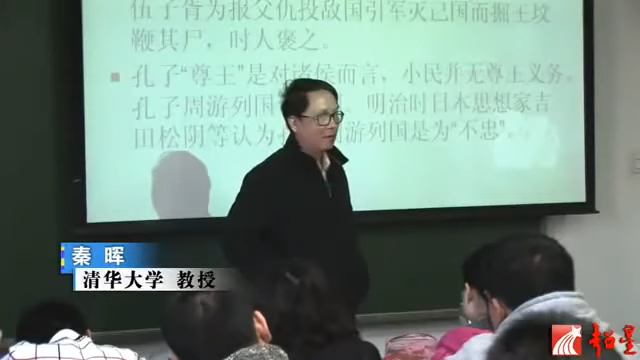 伍子胥为报父仇投敌国引军灭己国而掘王坟
鞭其尸，时人褒之。
孔子“尊王”是对诸侯而言，小民并无尊王义务。
孔子周游列国
明治时日本思想家吉
田松阴等认为
周游列国是为“不忠”。
秦晖
清华大学 教授
超星